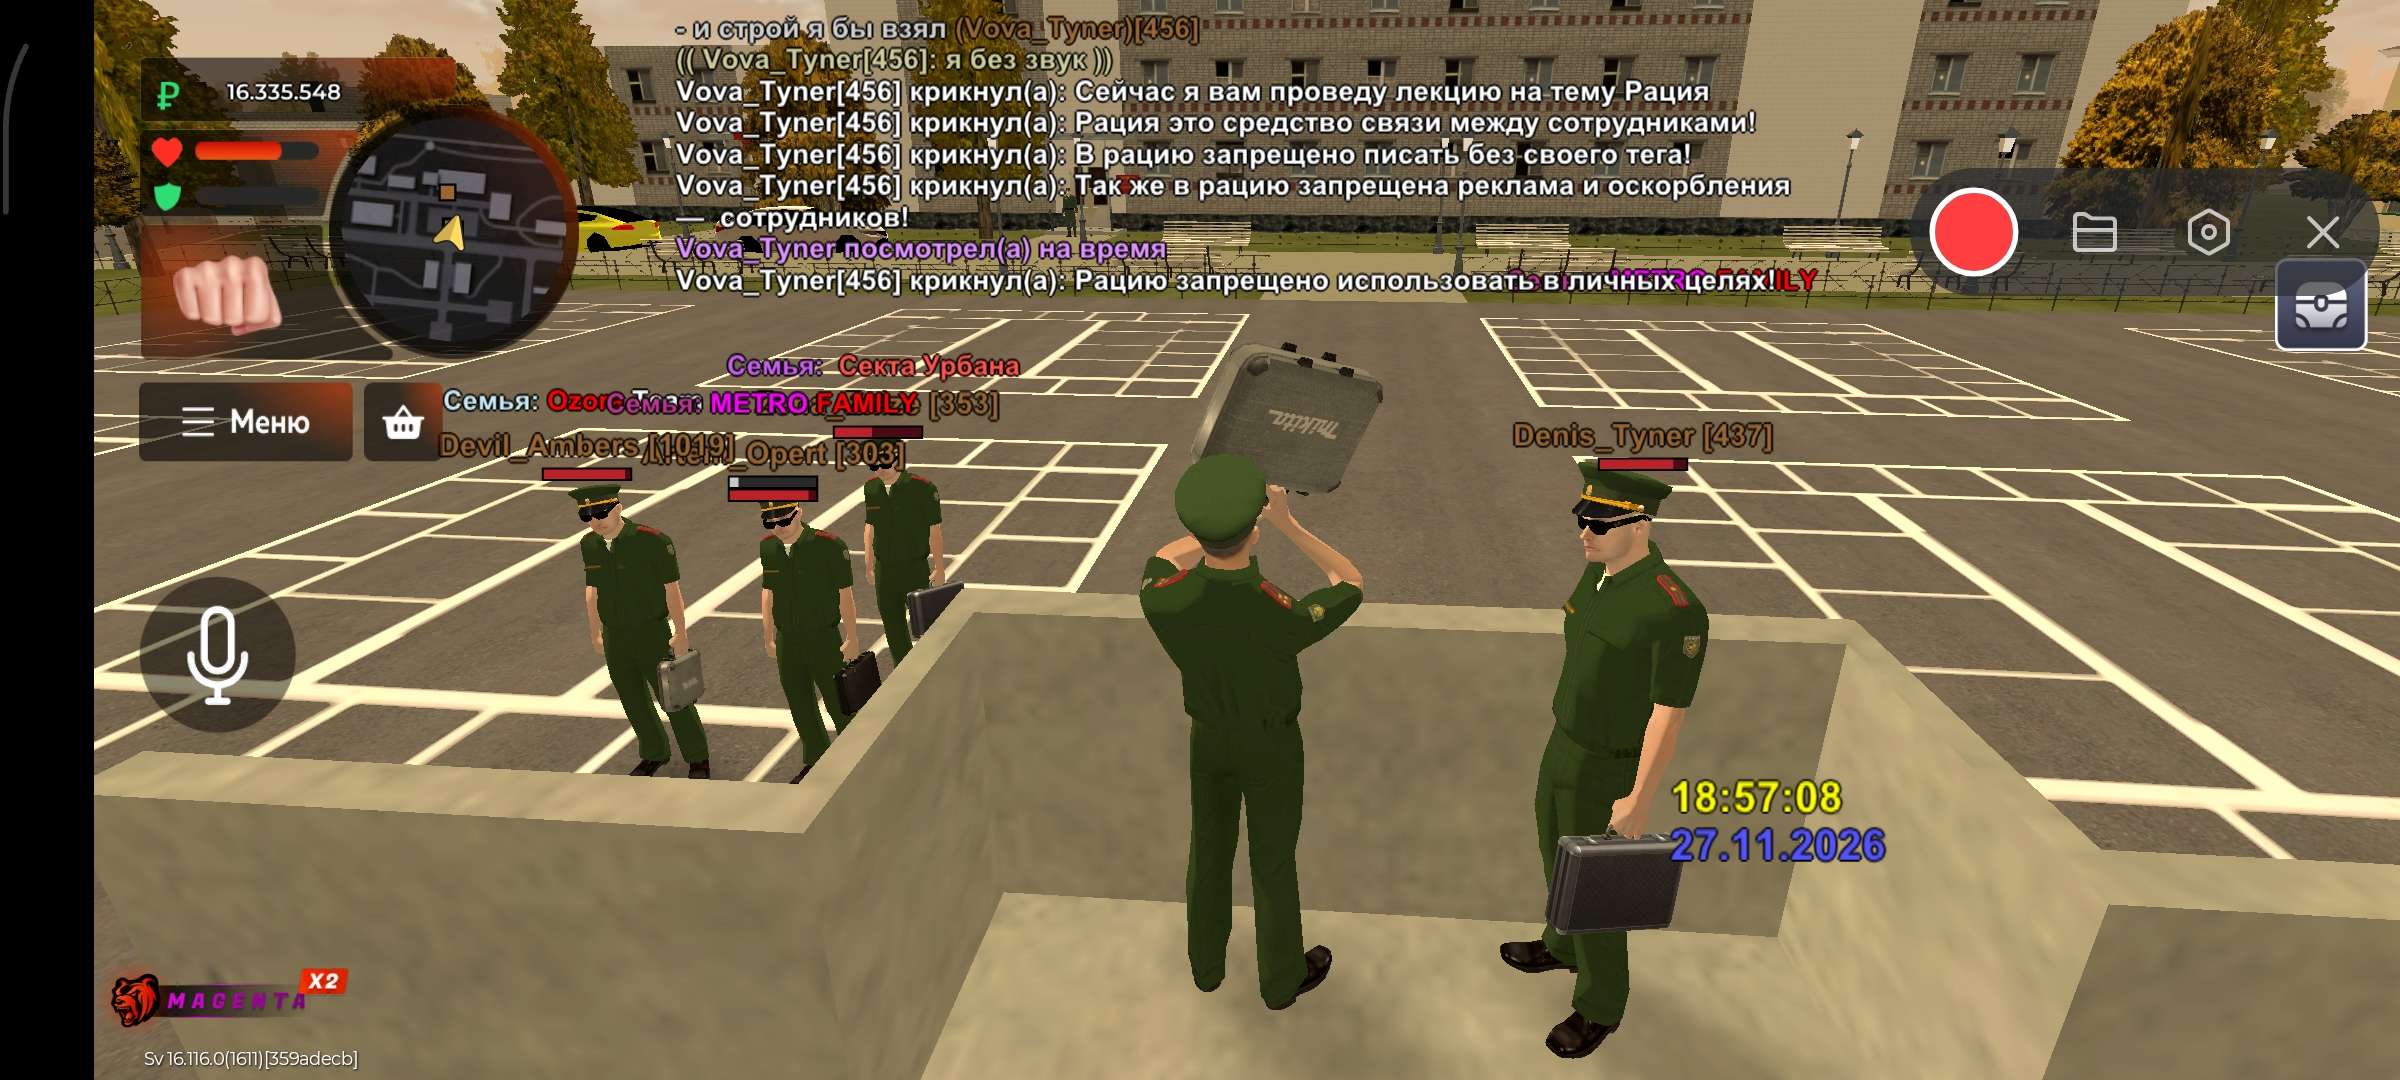 - и строй я бы взял (Vova_Tyner)[456]
(( Vova_Tyner[456]: я без звук ))
Vova_Tyner[456] крикнул(а): Сейчас я вам проведу лекцию на тему Рация
Vova_Tyner[456] крикнул(а): Рация это средство связи между сотрудниками!
Vova_Tyner[456] крикнул(а): В рацию запрещено писать без своего тега!
Vova_Tyner[456] крикнул(а): Так же в рацию запрещена реклама и оскорбления
— сотрудников!
Vova_Tyner посмотрел(а) на время
Vova_Tyner[456] крикнул(а): Рацию запрещено использовать в личных целях!
16.335.548
Меню
Семья: Секта Урбана
Семья:
Семья: METRO FAMILY
[353]
Devil_Ambers [1019]
_Opert [303]
Denis_Tyner [437]
makita
18:57:08
27.11.2026
MAGENTA
X2
Sv 16.116.0(1611)[359adecb]